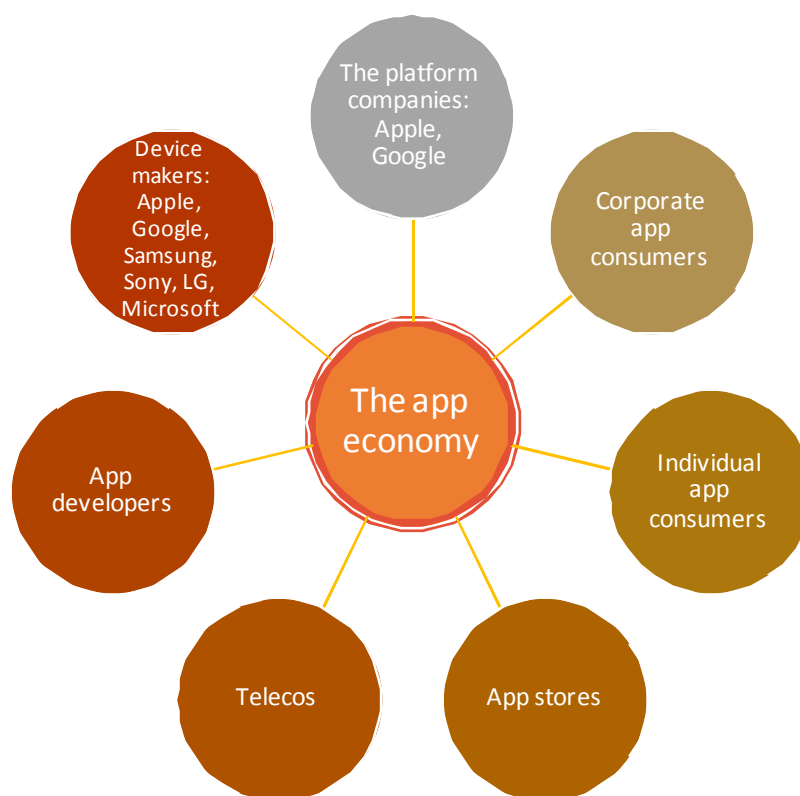 The platform
companies:
Apple,
Google
Corporate
app
consumers
Individual
app
consumers
App stores
Telecos
App
developers
Device
makers:
Apple,
Google,
Samsung,
Sony, LG,
Microsoft
The app
economy